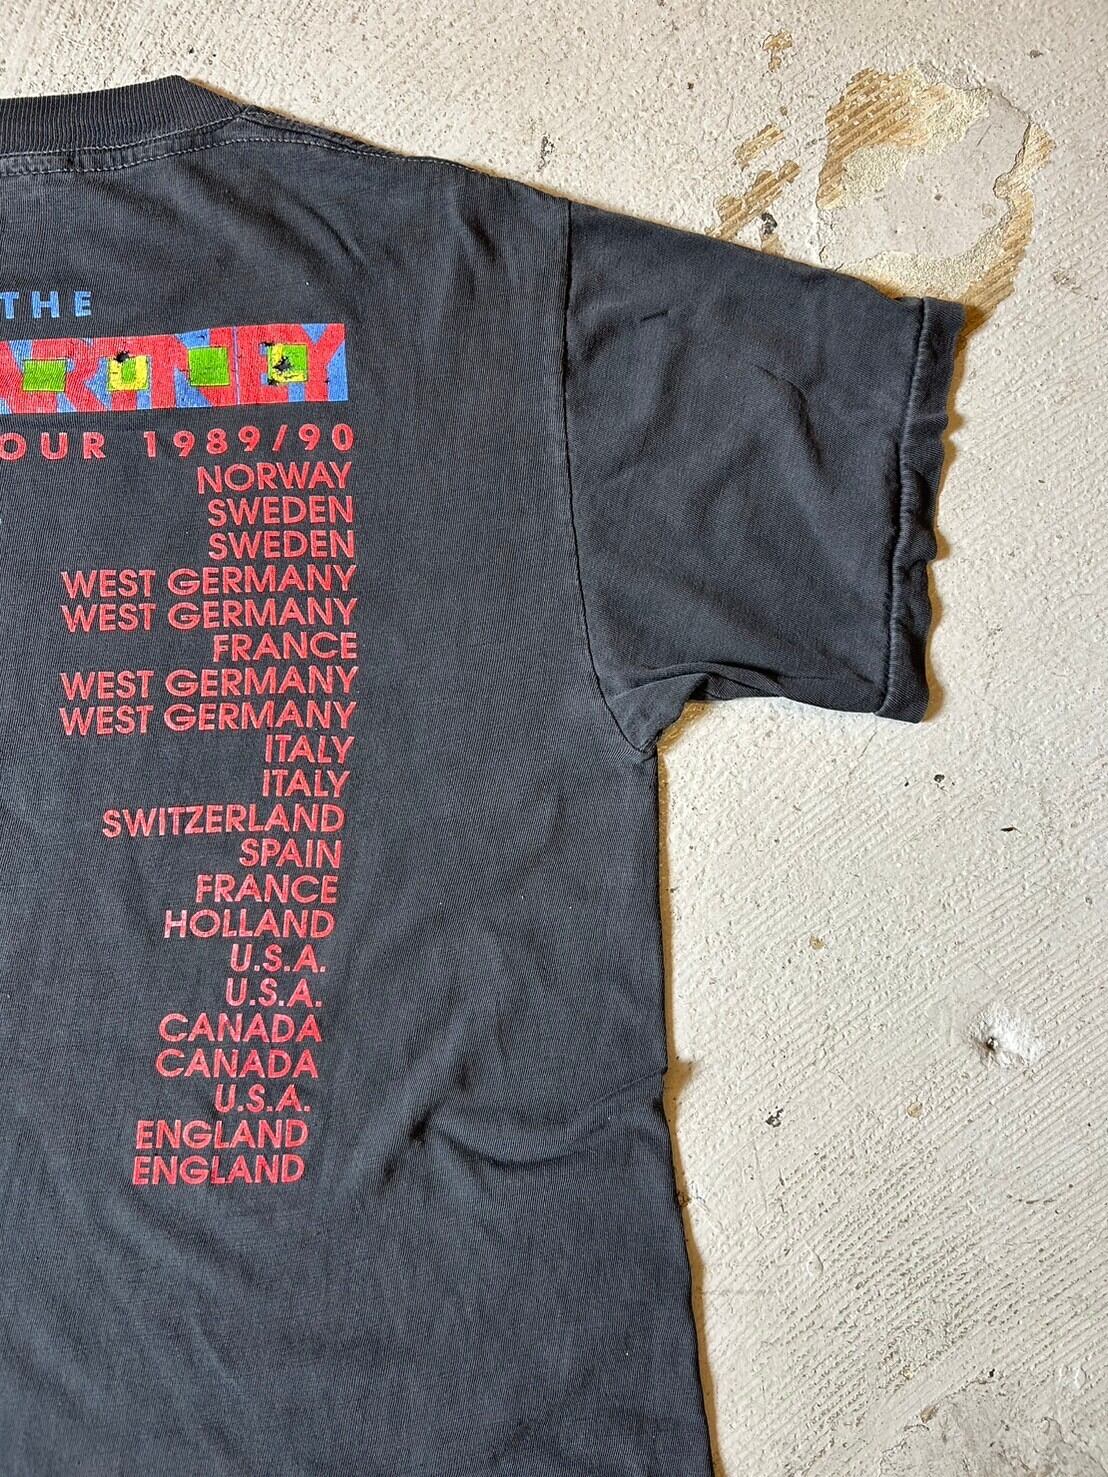 THE
ARTNEY
OUR 1989/90
NORWAY
SWEDEN
SWEDEN
WEST GERMANY
WEST GERMANY
FRANCE
WEST GERMANY
WEST GERMANY
ITALY
ITALY
SWITZERLAND
SPAIN
FRANCE
HOLLAND
U.S.A.
U.S.A.
CANADA
CANADA
U.S.A.
ENGLAND
ENGLAND